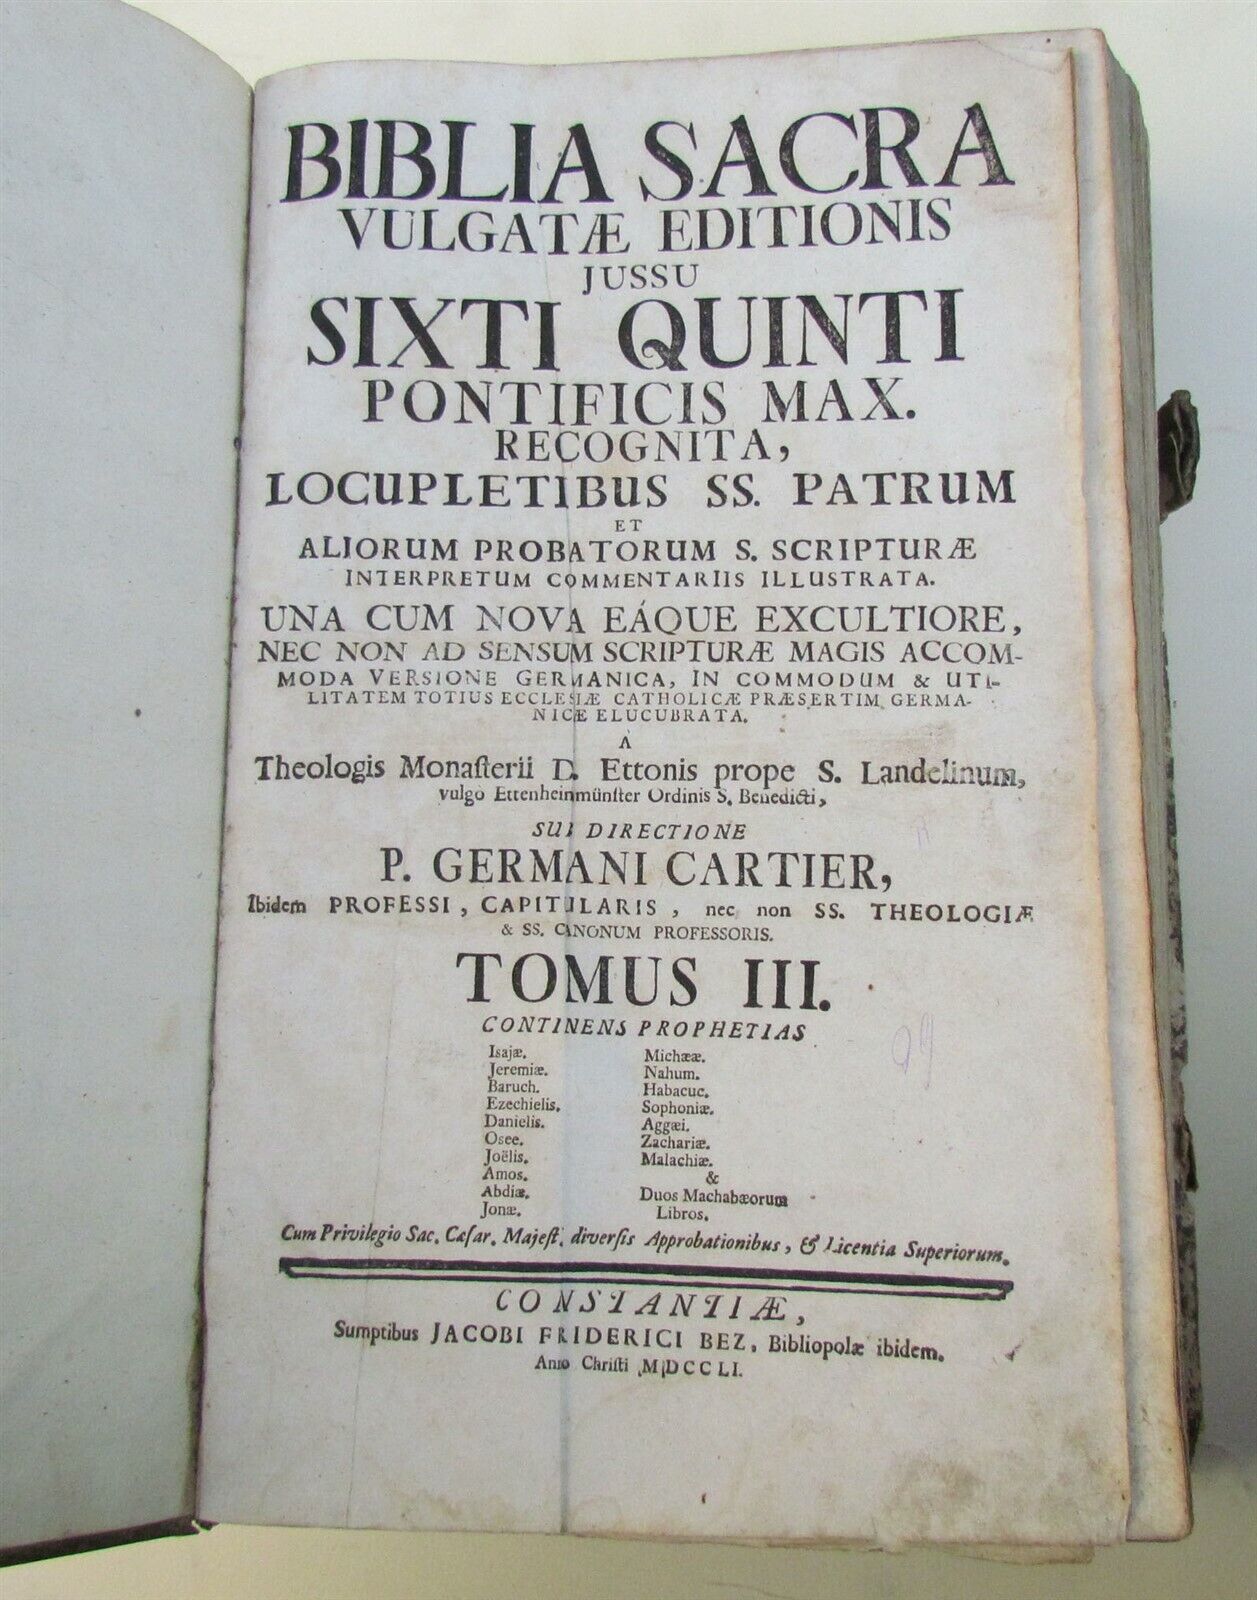 BIBLIA SACRA
VULGATÆ EDITIONIS
JUSSU
SIXTI QUINTI
PONTIFICIS MAX.
RECOGNITA,
LOCUPLETIBUS SS. PATRUM
ET
ALIORUM PROBATORUM S. SCRIPTURÆ
INTERPRETUM COMMENTARIIS ILLUSTRATA.
UNA CUM NOVA EÁQUE EXCULTIORE,
NEC NON AD SENSUM SCRIPTURÆ MAGIS ACCOM-
MODA VERSIONE GERMANICA, IN COMMODUM & UTI-
LITATEM TOTIUS ECCLESIÆ CATHOLICÆ PRÆSERTIM GERMA-
NICÆ ELUCUBRATA.
A
Theologis Monaſterii D. Ettonis prope S. Landelinum,
vulgo Ettenheinmünſter Ordinis S. Benedicti,
SUB DIRECTIONE
P. GERMANI CARTIER,
Ibidem PROFESSI, CAPITULARIS, nec non SS. THEOLOGIÆ
& SS. CANONUM PROFESSORIS.
TOMUS III.
CONTINENS PROPHETIAS
Isajæ.
Jeremiæ.
Baruch.
Ezechielis.
Danielis.
Osee.
Joëlis.
Amos.
Abdiæ.
Jonæ.
Michææ.
Nahum.
Habacuc.
Sophoniæ.
Aggæi.
Zachariæ.
Malachiæ.
&
Duos Machabæorum
Libros.
Cum Privilegio Sac. Cæſar. Majeſt. diverſis Approbationibus, & Licentia Superiorum.
CONSTANTIÆ,
Sumptibus JACOBI FRIDERICI BEZ, Bibliopolæ ibidem.
Anno Chriſti MDCCLI.